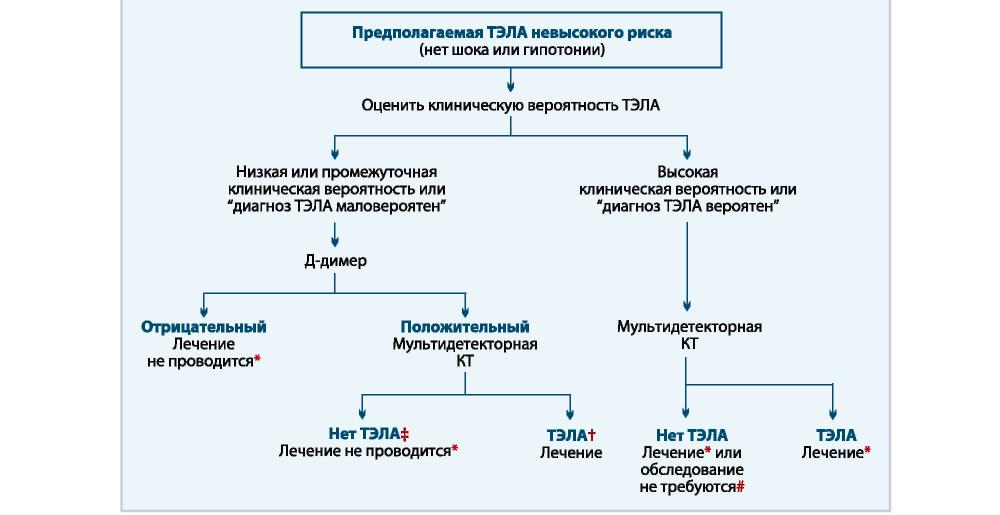 Предполагаемая ТЭЛА невысокого риска
(нет шока или гипотонии)
Оценить клиническую вероятность ТЭЛА
Низкая или промежуточная
клиническая вероятность или
“диагноз ТЭЛА маловероятен”
Высокая
клиническая вероятность или
“диагноз ТЭЛА вероятен”
Д-димер
Отрицательный
Лечение
не проводится*
Положительный
Мультидетекторная
КТ
Мультидетекторная
КТ
Нет ТЭЛА‡
Лечение не проводится*
ТЭЛА†
Лечение
Нет ТЭЛА
Лечение* или
обследование
не требуются#
ТЭЛА
Лечение*